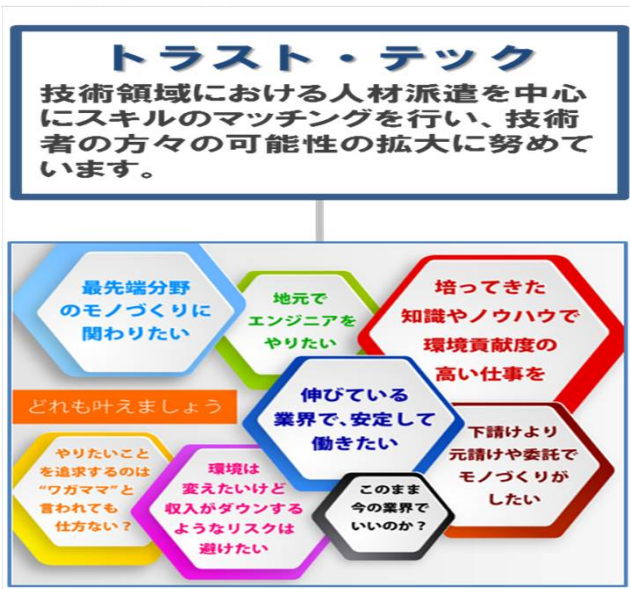 トラスト・テック
技術領域における人材派遣を中心
にスキルのマッチングを行い、技術
者の方々の可能性の拡大に努めて
います。
最先端分野
のモノづくりに
関わりたい
地元で
エンジニアを
やりたい
培ってきた
知識やノウハウで
環境貢献度の
高い仕事を
どれも叶えましょう
伸びている
業界で、安定して
働きたい
下請けより
元請けや委託で
モノづくりが
したい
やりたいこと
を追求するのは
“ワガママ”と
言われても
仕方ない？
環境は
変えたいけど
収入がダウンする
ようなリスクは
避けたい
このまま
今の業界で
いいのか？